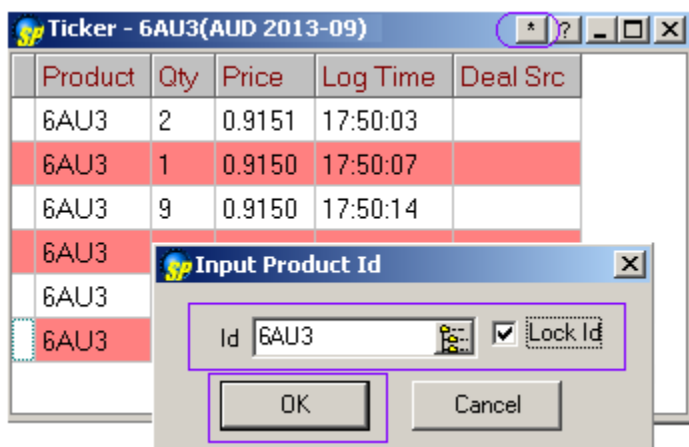 SP Ticker - 6AU3(AUD 2013-09) * ?
Product Qty Price Log Time Deal Src
6AU3 2 0.9151 17:50:03
6AU3 1 0.9150 17:50:07
6AU3 9 0.9150 17:50:14
6AU3
SP Input Product Id
6AU3
Id 6AU3 Lock Id
6AU3
OK Cancel